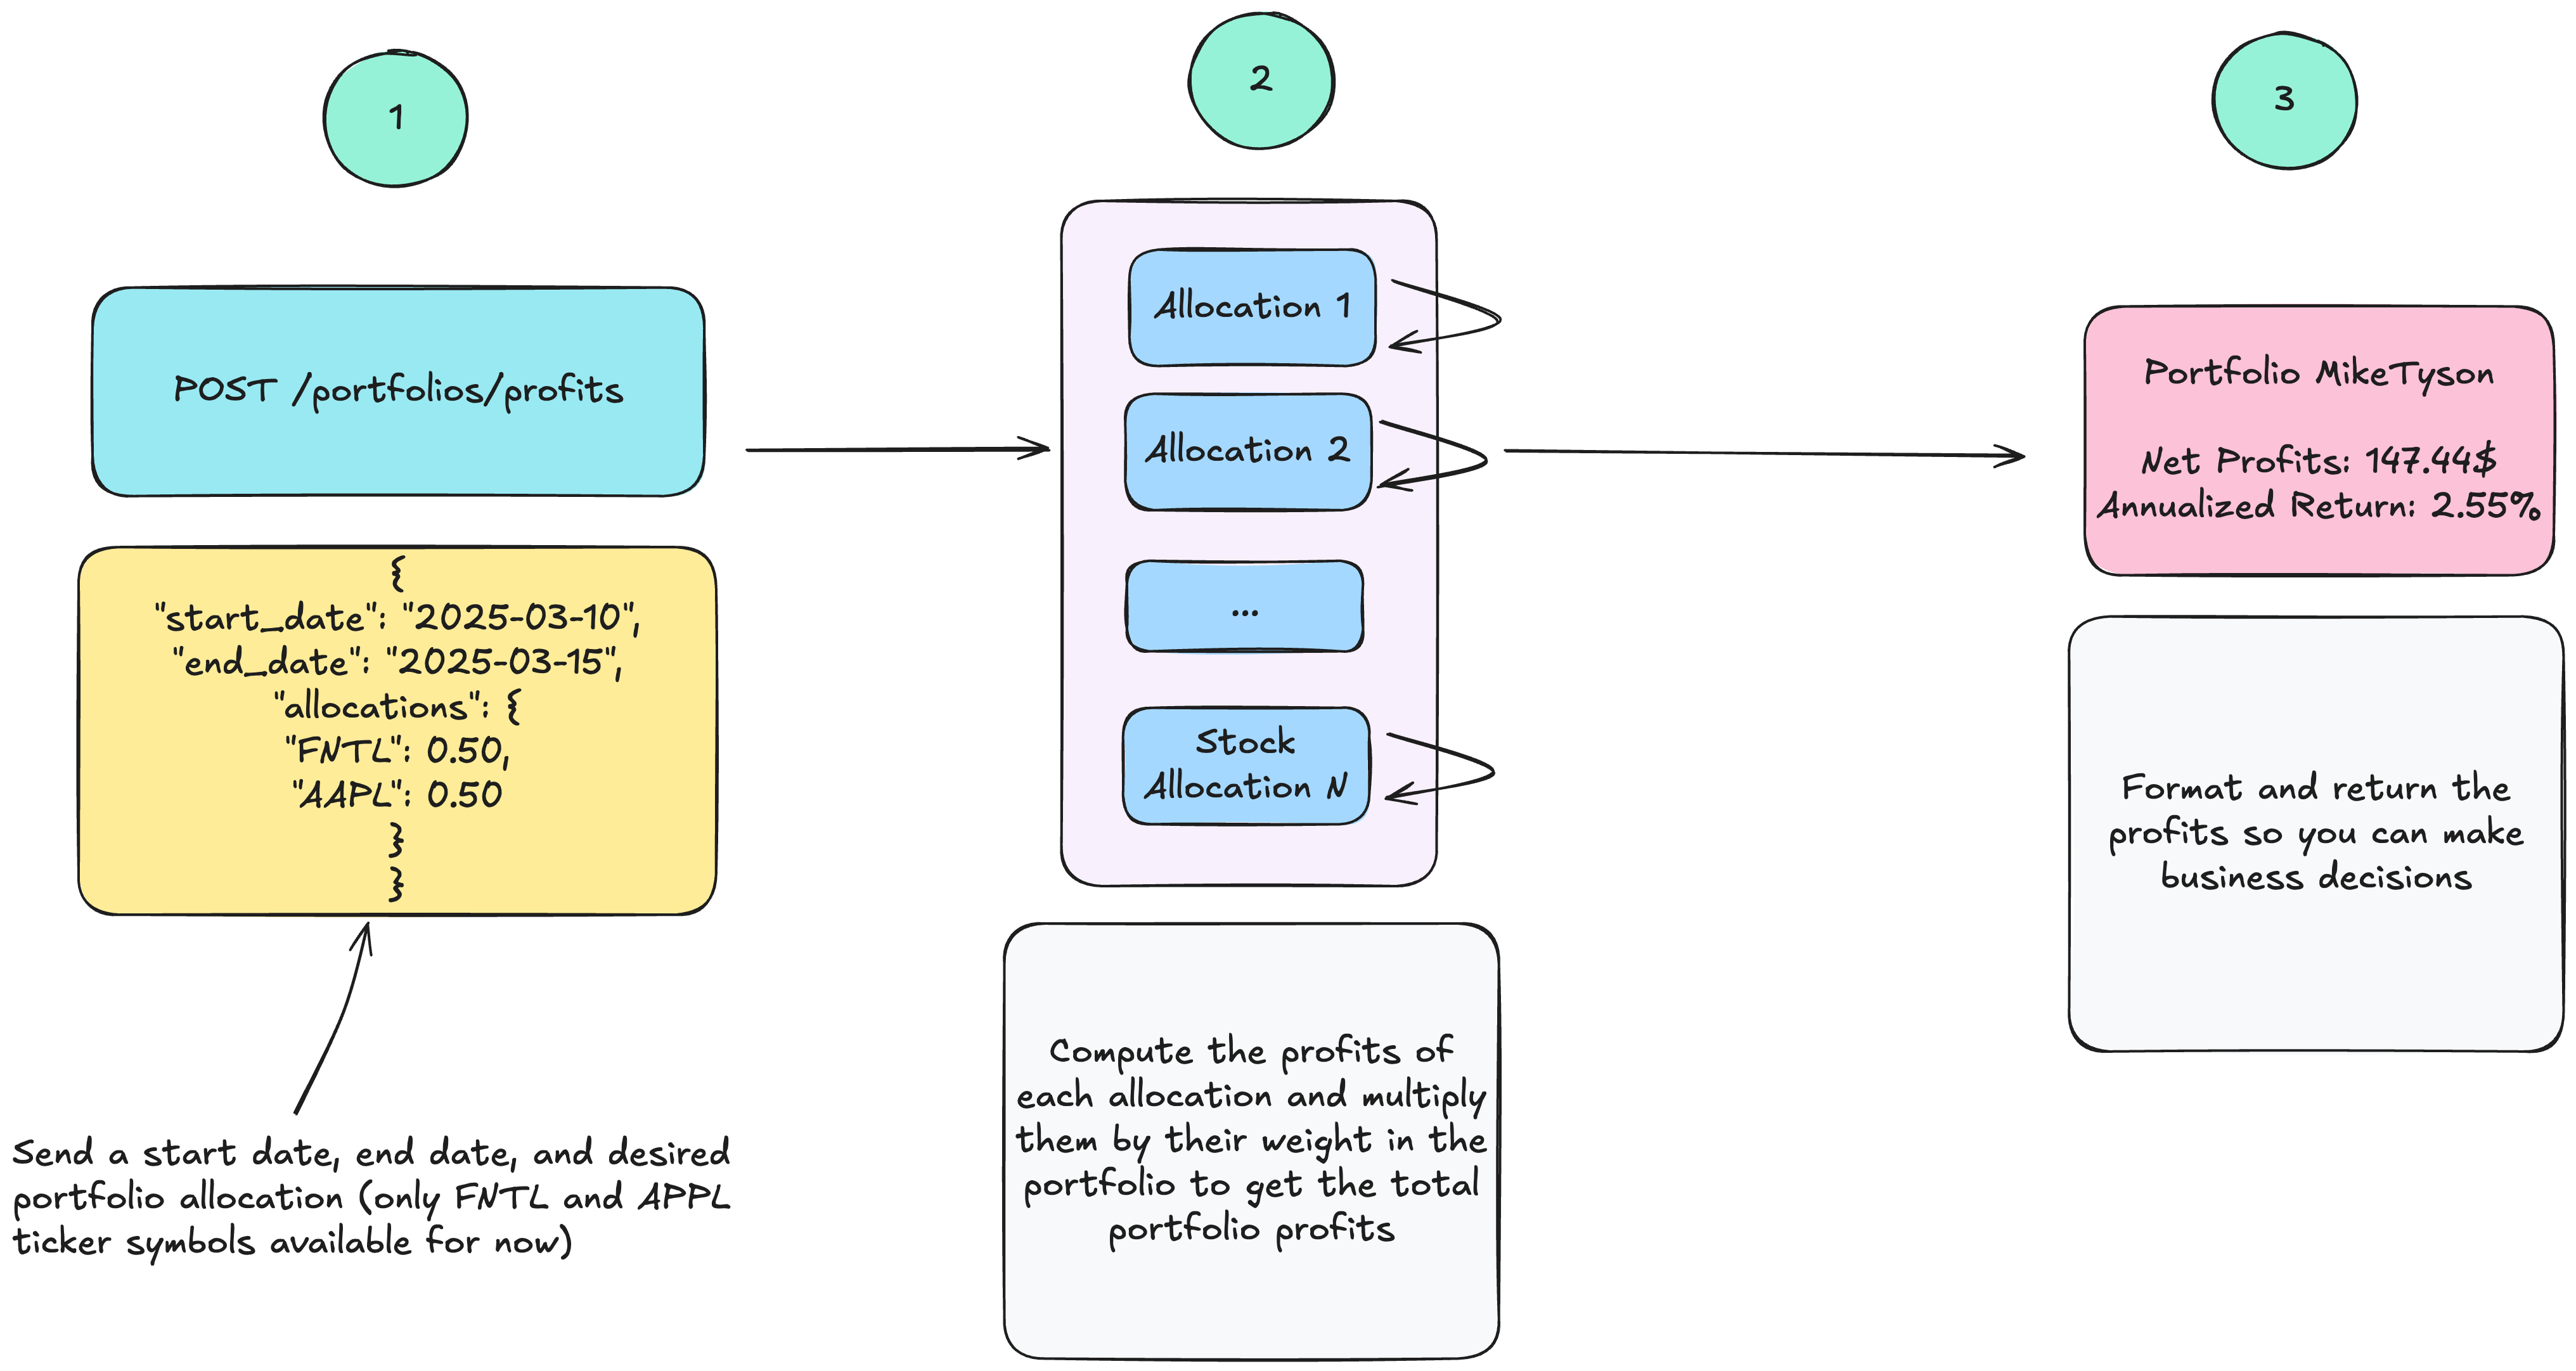 1
POST /portfolios/profits
{
"start_date": "2025-03-10",
"end_date": "2025-03-15",
"allocations": {
"FNTL": 0.50,
"AAPL": 0.50
}
}
Send a start date, end date, and desired
portfolio allocation (only FNTL and APPL
ticker symbols available for now)
2
Allocation 1
Allocation 2
...
Stock
Allocation N
Compute the profits of
each allocation and multiply
them by their weight in the
portfolio to get the total
portfolio profits
3
Portfolio MikeTyson
Net Profits: 147.44$
Annualized Return: 2.55%
Format and return the
profits so you can make
business decisions